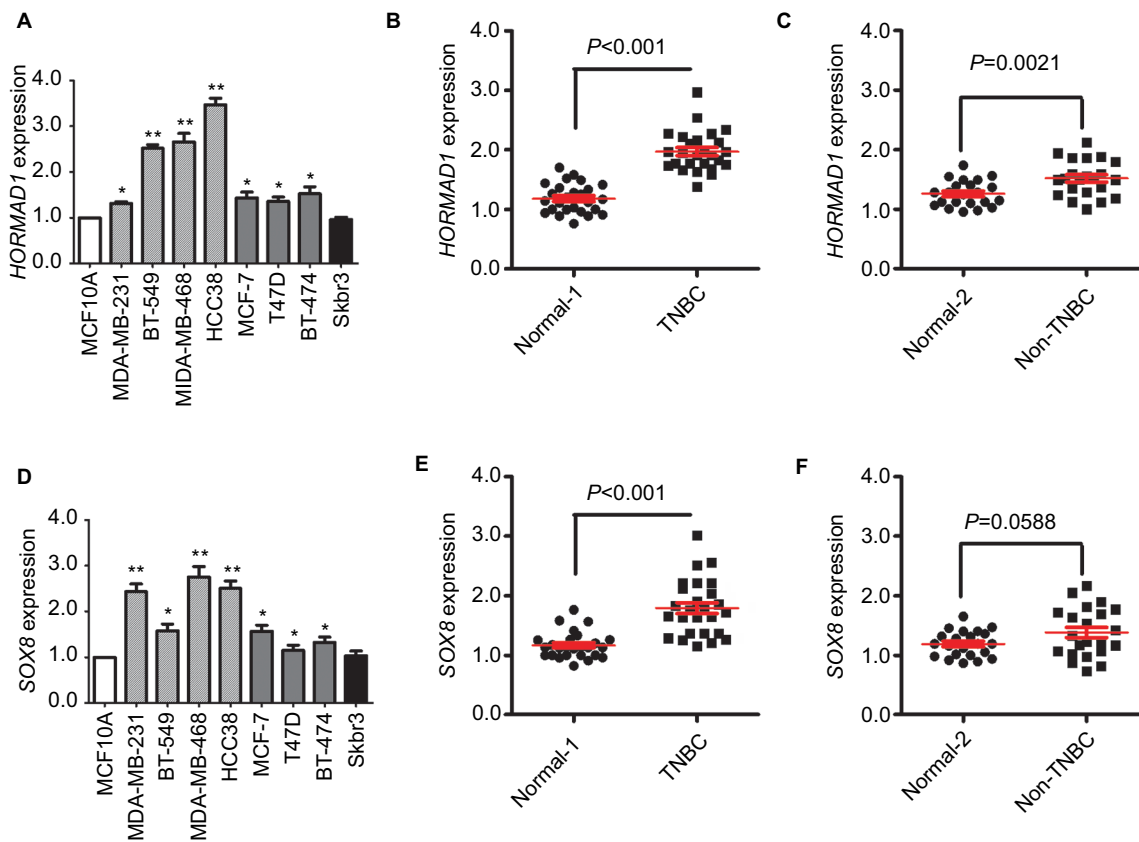 A
HORMAD1 expression
4.0
3.0
2.0
1.0
0.0
*
**
**
**
*
*
*
MCF10A
MDA-MB-231
BT-549
MIDA-MB-468
HCC38
MCF-7
T47D
BT-474
Skbr3
B
HORMAD1 expression
4.0
3.0
2.0
1.0
0.0
P<0.001
Normal-1
TNBC
C
HORMAD1 expression
4.0
3.0
2.0
1.0
0.0
P=0.0021
Normal-2
Non-TNBC
D
SOX8 expression
4.0
3.0
2.0
1.0
0.0
**
*
**
**
*
*
*
MCF10A
MDA-MB-231
BT-549
MDA-MB-468
HCC38
MCF-7
T47D
BT-474
Skbr3
E
SOX8 expression
4.0
3.0
2.0
1.0
0.0
P<0.001
Normal-1
TNBC
F
SOX8 expression
4.0
3.0
2.0
1.0
0.0
P=0.0588
Normal-2
Non-TNBC